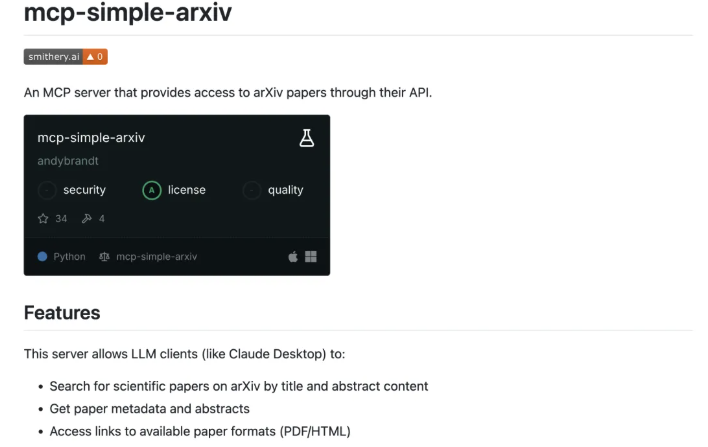 mcp-simple-arxiv
smithery.ai ▲ 0
An MCP server that provides access to arXiv papers through their API.
mcp-simple-arxiv
andybrandt
- security A license - quality
34 4
Python mcp-simple-arxiv
Features
This server allows LLM clients (like Claude Desktop) to:
• Search for scientific papers on arXiv by title and abstract content
• Get paper metadata and abstracts
• Access links to available paper formats (PDF/HTML)